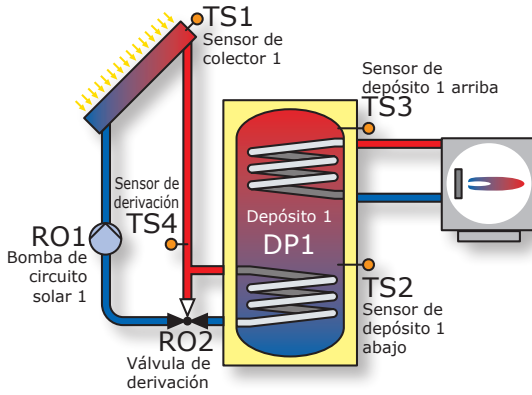 TS1
Sensor de
colector 1
Sensor de
depósito 1 arriba
TS3
Sensor de
derivación
TS4
Depósito 1
DP1
RO1
Bomba de
circuito
solar 1
TS2
Sensor de
depósito 1
abajo
RO2
Válvula de
derivación